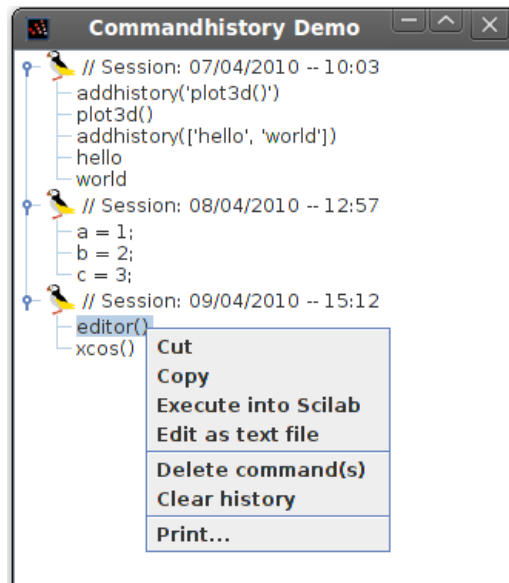 Commandhistory Demo
// Session: 07/04/2010 -- 10:03
addhistory('plot3d()')
plot3d()
addhistory(['hello', 'world'])
hello
world
// Session: 08/04/2010 -- 12:57
a = 1;
b = 2;
c = 3;
// Session: 09/04/2010 -- 15:12
editor()
xcos()
Cut
Copy
Execute into Scilab
Edit as text file
Delete command(s)
Clear history
Print...